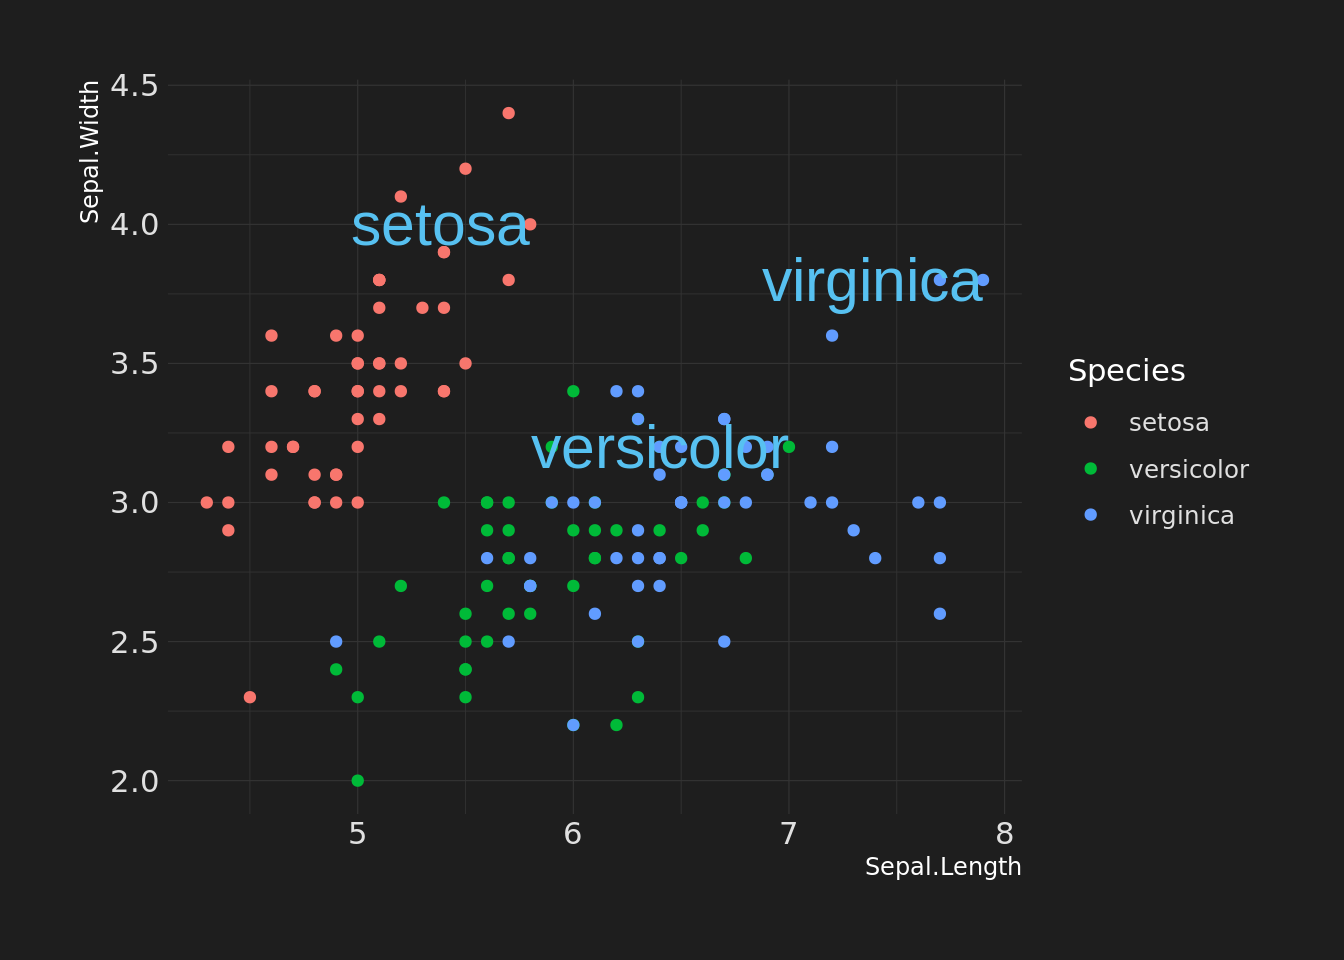 Sepal.Width
4.5
4.0
3.5
3.0
2.5
2.0
setosa
virginica
versicolor
5 6 7 8
Sepal.Length
Species
setosa
versicolor
virginica